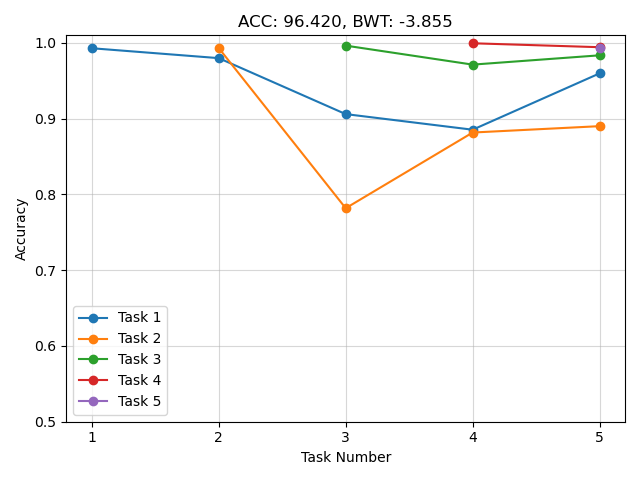 ACC: 96.420, BWT: -3.855
1.0
0.9
0.8
0.7
0.6
0.5
Accuracy
Task 1
Task 2
Task 3
Task 4
Task 5
1 2 3 4 5
Task Number